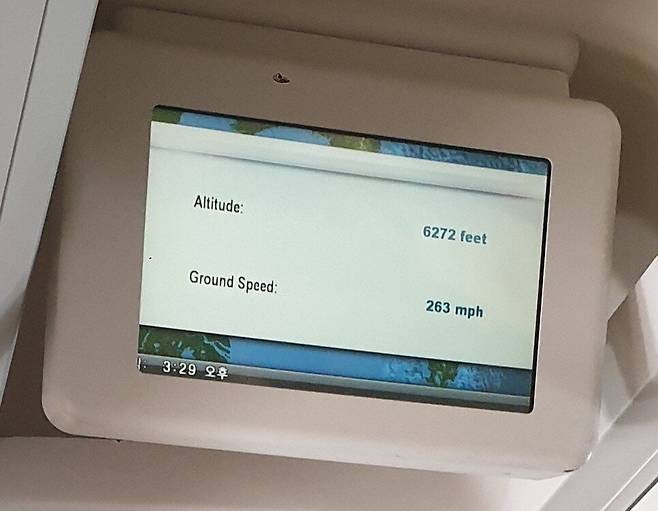 Altitude:
6272 feet
Ground Speed:
263 mph
: 3:29 오후